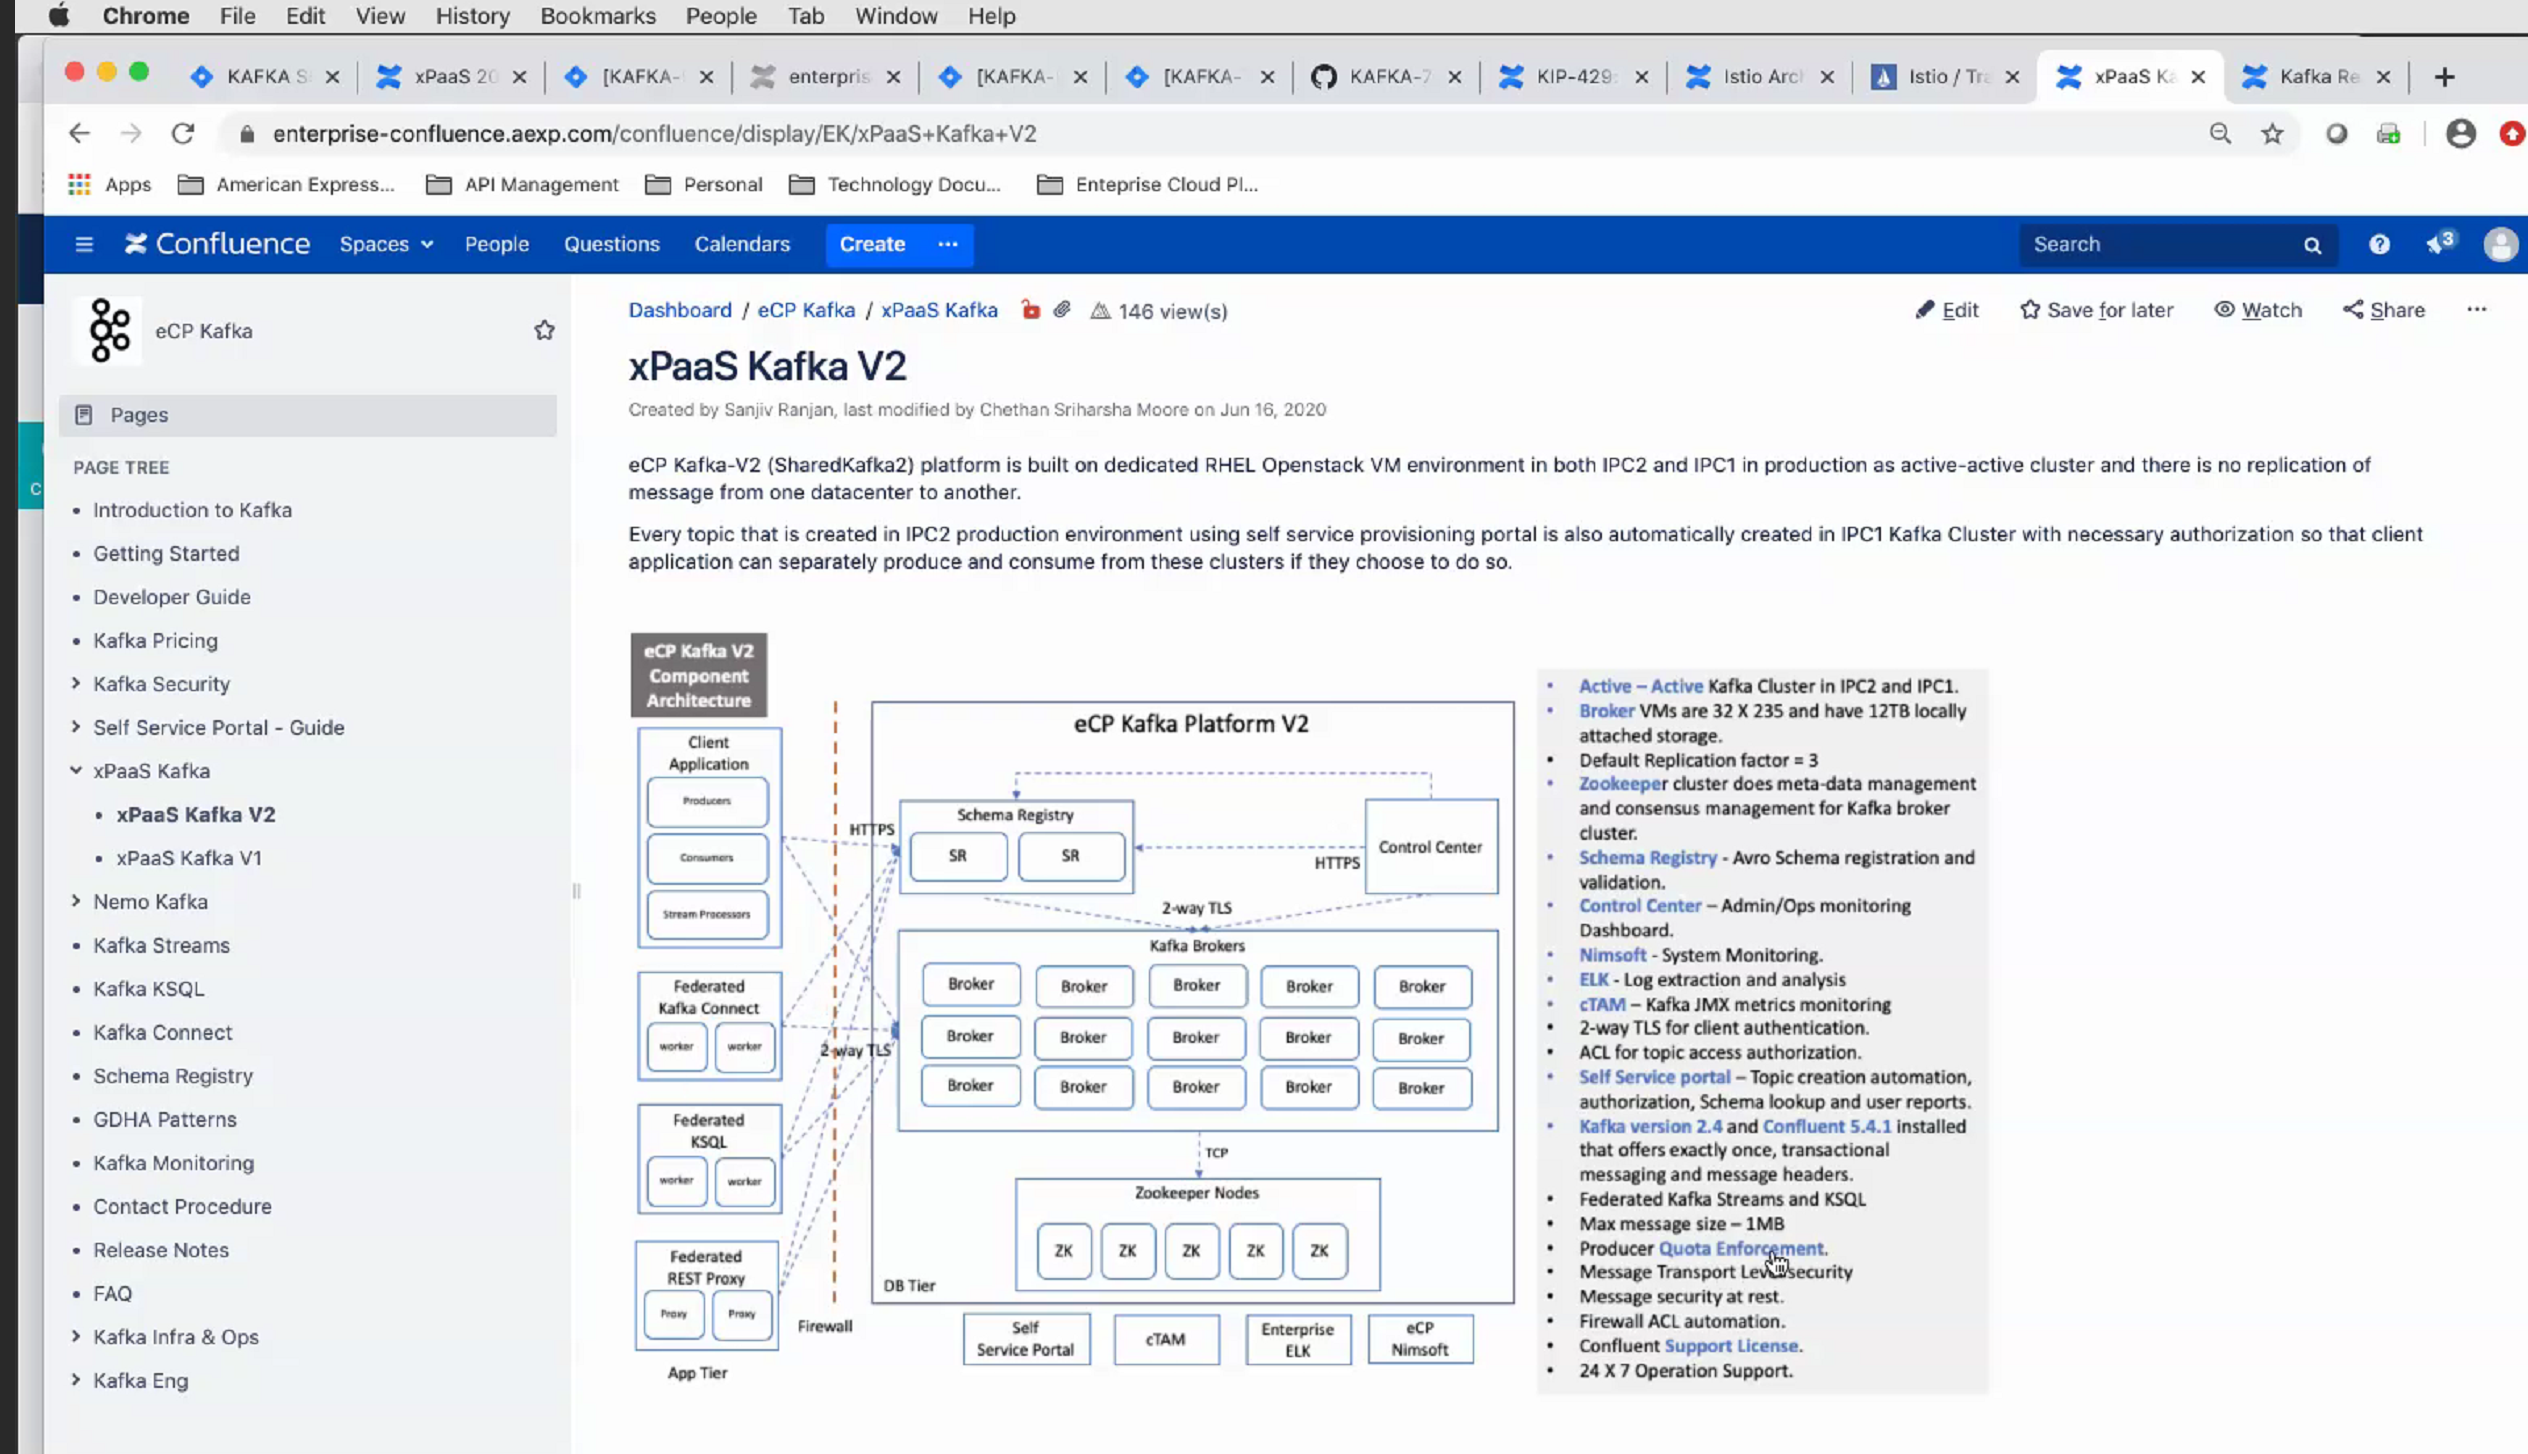 Chrome File Edit View History Bookmarks People Tab Window Help
KAFKA S xPaaS 20 [KAFKA- enterpris [KAFKA- [KAFKA- KAFKA-7 KIP-429: Istio Arc Istio / Tra xPaaS Ka Kafka Re
enterprise-confluence.aexp.com/confluence/display/EK/xPaaS+Kafka+V2
Apps American Express... API Management Personal Technology Docu... Enteprise Cloud Pl...
Confluence Spaces People Questions Calendars Create ... Search 3
eCP Kafka
Pages
PAGE TREE
Introduction to Kafka
Getting Started
Developer Guide
Kafka Pricing
Kafka Security
Self Service Portal - Guide
xPaaS Kafka
xPaaS Kafka V2
xPaaS Kafka V1
Nemo Kafka
Kafka Streams
Kafka KSQL
Kafka Connect
Schema Registry
GDHA Patterns
Kafka Monitoring
Contact Procedure
Release Notes
FAQ
Kafka Infra & Ops
Kafka Eng
Dashboard / eCP Kafka / xPaaS Kafka 146 view(s)
Edit Save for later Watch Share ...
xPaaS Kafka V2
Created by Sanjiv Ranjan, last modified by Chethan Sriharsha Moore on Jun 16, 2020
eCP Kafka-V2 (SharedKafka2) platform is built on dedicated RHEL Openstack VM environment in both IPC2 and IPC1 in production as active-active cluster and there is no replication of
message from one datacenter to another.
Every topic that is created in IPC2 production environment using self service provisioning portal is also automatically created in IPC1 Kafka Cluster with necessary authorization so that client
application can separately produce and consume from these clusters if they choose to do so.
eCP Kafka V2
Component
Architecture
Client
Application
Producers
Consumers
Stream Processors
Federated
Kafka Connect
worker worker
Federated
KSQL
worker worker
Federated
REST Proxy
Proxy Proxy
App Tier
HTTPS
2-way TLS
Firewall
eCP Kafka Platform V2
Schema Registry
SR SR
Control Center
HTTPS
2-way TLS
Kafka Brokers
Broker Broker Broker Broker Broker
Broker Broker Broker Broker Broker
Broker Broker Broker Broker Broker
TCP
Zookeeper Nodes
ZK ZK ZK ZK ZK
DB Tier
Self
Service Portal
cTAM
Enterprise
ELK
eCP
Nimsoft
• Active – Active Kafka Cluster in IPC2 and IPC1.
• Broker VMs are 32 X 235 and have 12TB locally
attached storage.
• Default Replication factor = 3
• Zookeeper cluster does meta-data management
and consensus management for Kafka broker
cluster.
• Schema Registry - Avro Schema registration and
validation.
• Control Center – Admin/Ops monitoring
Dashboard.
• Nimsoft - System Monitoring.
• ELK - Log extraction and analysis
• cTAM – Kafka JMX metrics monitoring
• 2-way TLS for client authentication.
• ACL for topic access authorization.
• Self Service portal – Topic creation automation,
authorization, Schema lookup and user reports.
• Kafka version 2.4 and Confluent 5.4.1 installed
that offers exactly once, transactional
messaging and message headers.
• Federated Kafka Streams and KSQL
• Max message size – 1MB
• Producer Quota Enforcement.
• Message Transport Level security
• Message security at rest.
• Firewall ACL automation.
• Confluent Support License.
• 24 X 7 Operation Support.